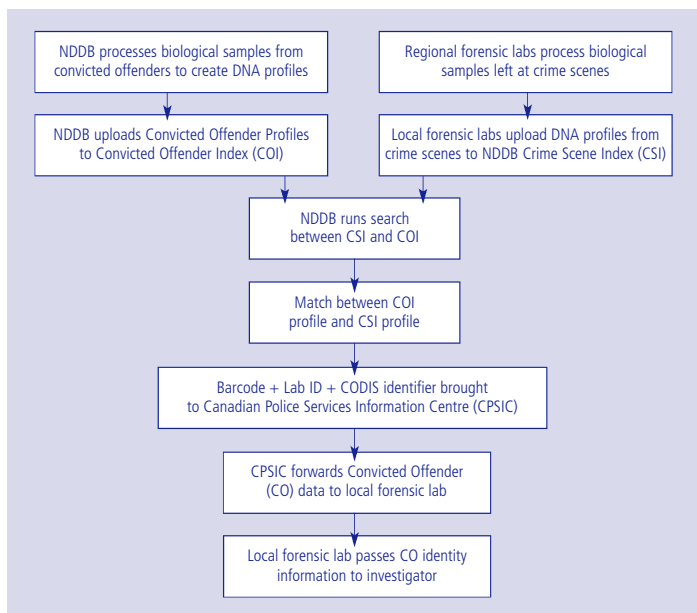 NDDB processes biological samples from
convicted offenders to create DNA profiles
Regional forensic labs process biological
samples left at crime scenes
NDDB uploads Convicted Offender Profiles
to Convicted Offender Index (COI)
Local forensic labs upload DNA profiles from
crime scenes to NDDB Crime Scene Index (CSI)
NDDB runs search
between CSI and COI
Match between COI
profile and CSI profile
Barcode + Lab ID + CODIS identifier brought
to Canadian Police Services Information Centre (CPSIC)
CPSIC forwards Convicted Offender
(CO) data to local forensic lab
Local forensic lab passes CO identity
information to investigator